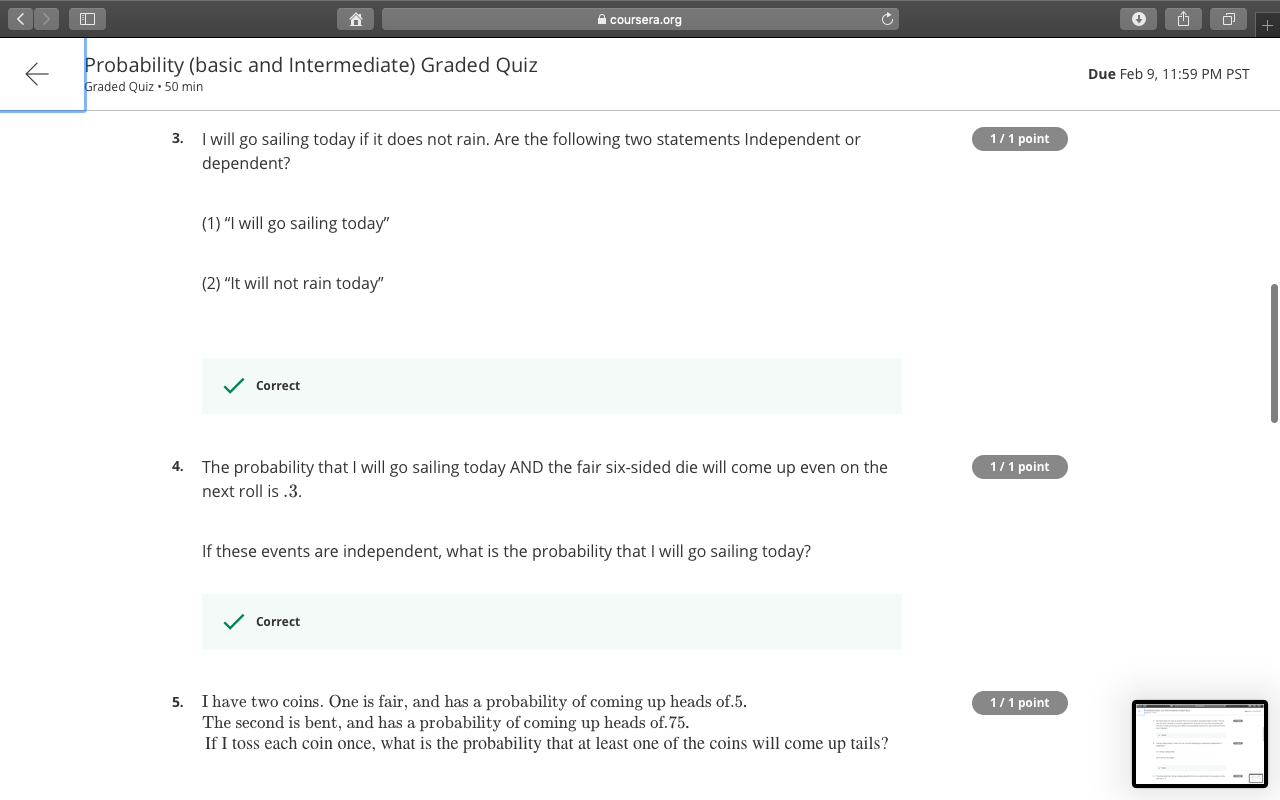 coursera.org
Probability (basic and Intermediate) Graded Quiz
Graded Quiz • 50 min
Due Feb 9, 11:59 PM PST
3. I will go sailing today if it does not rain. Are the following two statements Independent or
dependent?
1 / 1 point
(1) “I will go sailing today”
(2) “It will not rain today”
Correct
4. The probability that I will go sailing today AND the fair six-sided die will come up even on the
next roll is .3.
1 / 1 point
If these events are independent, what is the probability that I will go sailing today?
Correct
5. I have two coins. One is fair, and has a probability of coming up heads of.5.
1 / 1 point
The second is bent, and has a probability of coming up heads of.75.
If I toss each coin once, what is the probability that at least one of the coins will come up tails?